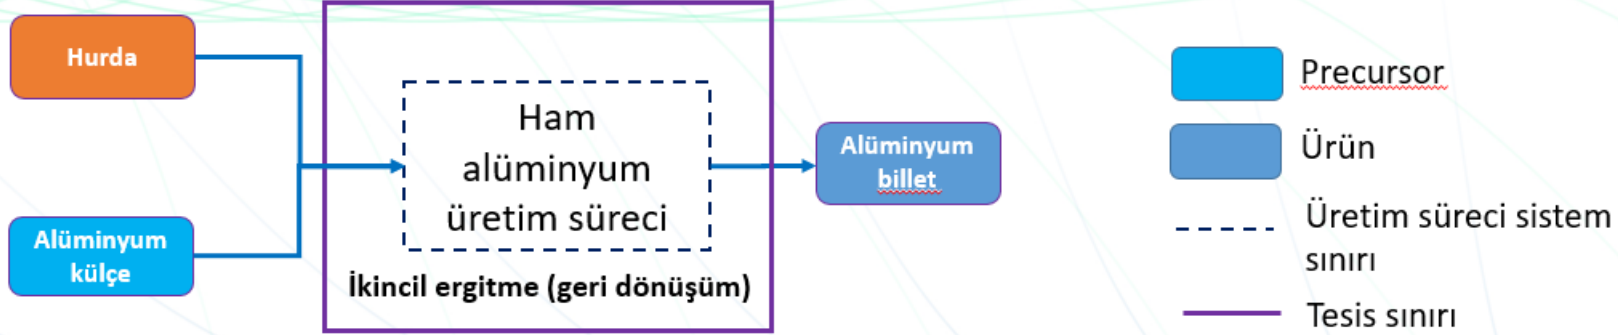 Hurda
Alüminyum
külçe
Ham
alüminyum
üretim süreci
İkincil ergitme (geri dönüşüm)
Alüminyum
billet
Precursor
Ürün
Üretim süreci sistem
sınırı
Tesis sınırı